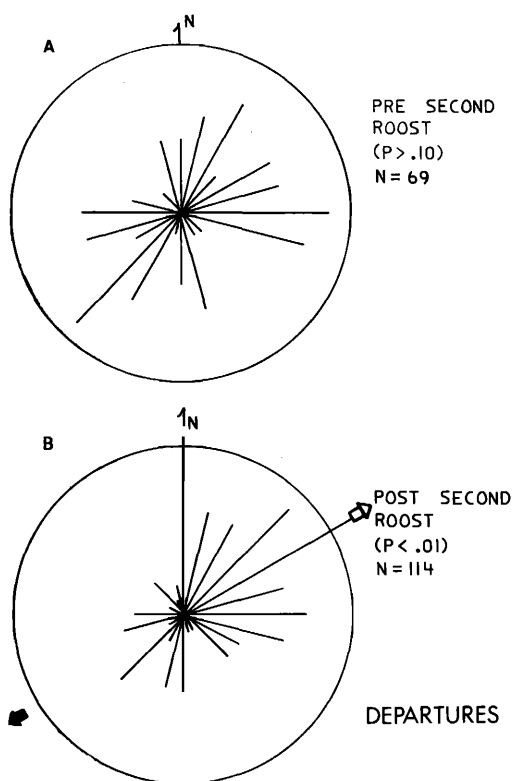 N
A
PRE SECOND
ROOST
(P > .10)
N = 69
N
B
POST SECOND
ROOST
(P < .01)
N = 114
DEPARTURES